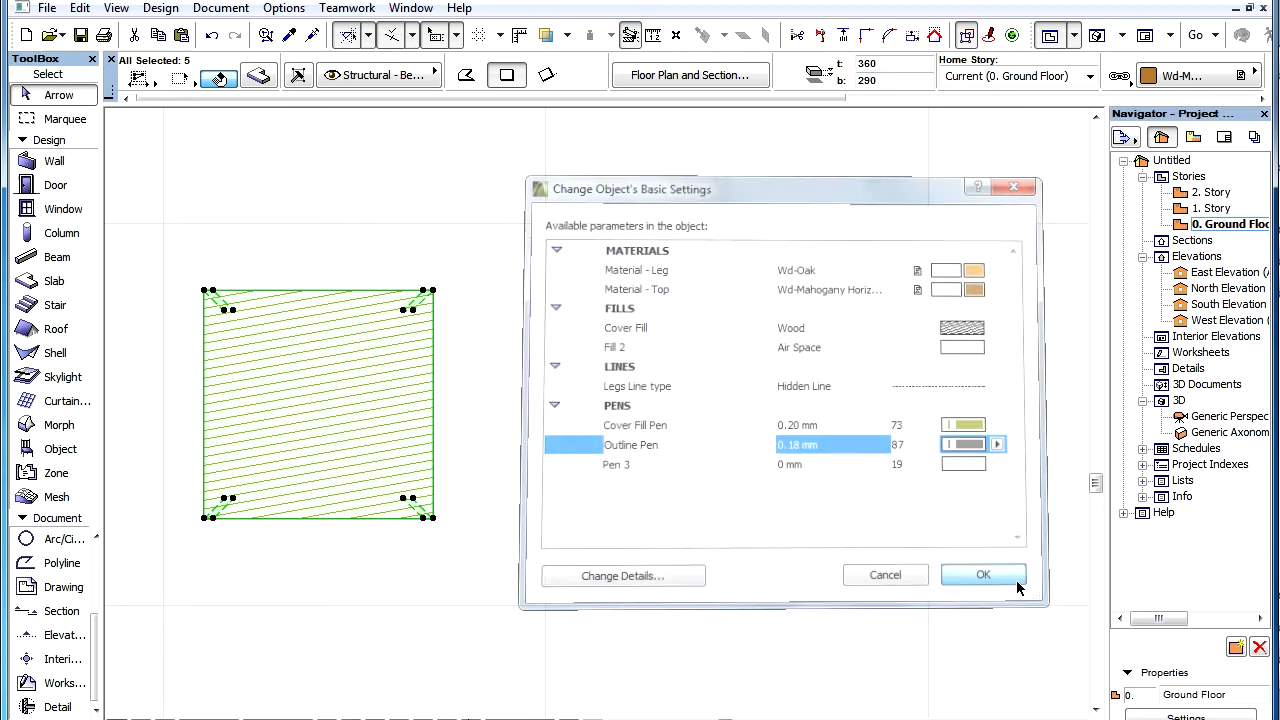 File Edit View Design Document Options Teamwork Window Help
Go
ToolBox
Select
Arrow
Marquee
Design
Wall
Door
Window
Column
Beam
Slab
Stair
Roof
Shell
Skylight
Curtain...
Morph
Object
Zone
Mesh
Document
Arc/Ci...
Polyline
Drawing
Section
Elevat...
Interi...
Works...
Detail
All Selected: 5
Structural - Be...
Floor Plan and Section...
t: 360
b: 290
Home Story:
Current (0. Ground Floor)
Wd-M...
Change Object's Basic Settings
Available parameters in the object:
MATERIALS
Material - Leg Wd-Oak
Material - Top Wd-Mahogany Horiz...
FILLS
Cover Fill Wood
Fill 2 Air Space
LINES
Legs Line type Hidden Line
PENS
Cover Fill Pen 0.20 mm 73
Outline Pen 0.18 mm 87
Pen 3 0 mm 19
Change Details...
Cancel
OK
Navigator - Project ...
Untitled
Stories
2. Story
1. Story
0. Ground Floo
Sections
Elevations
East Elevation (
North Elevation
South Elevation
West Elevation (
Interior Elevations
Worksheets
Details
3D Documents
3D
Generic Perspec
Generic Axonom
Schedules
Project Indexes
Lists
Info
Help
Properties
0. Ground Floor
Settings